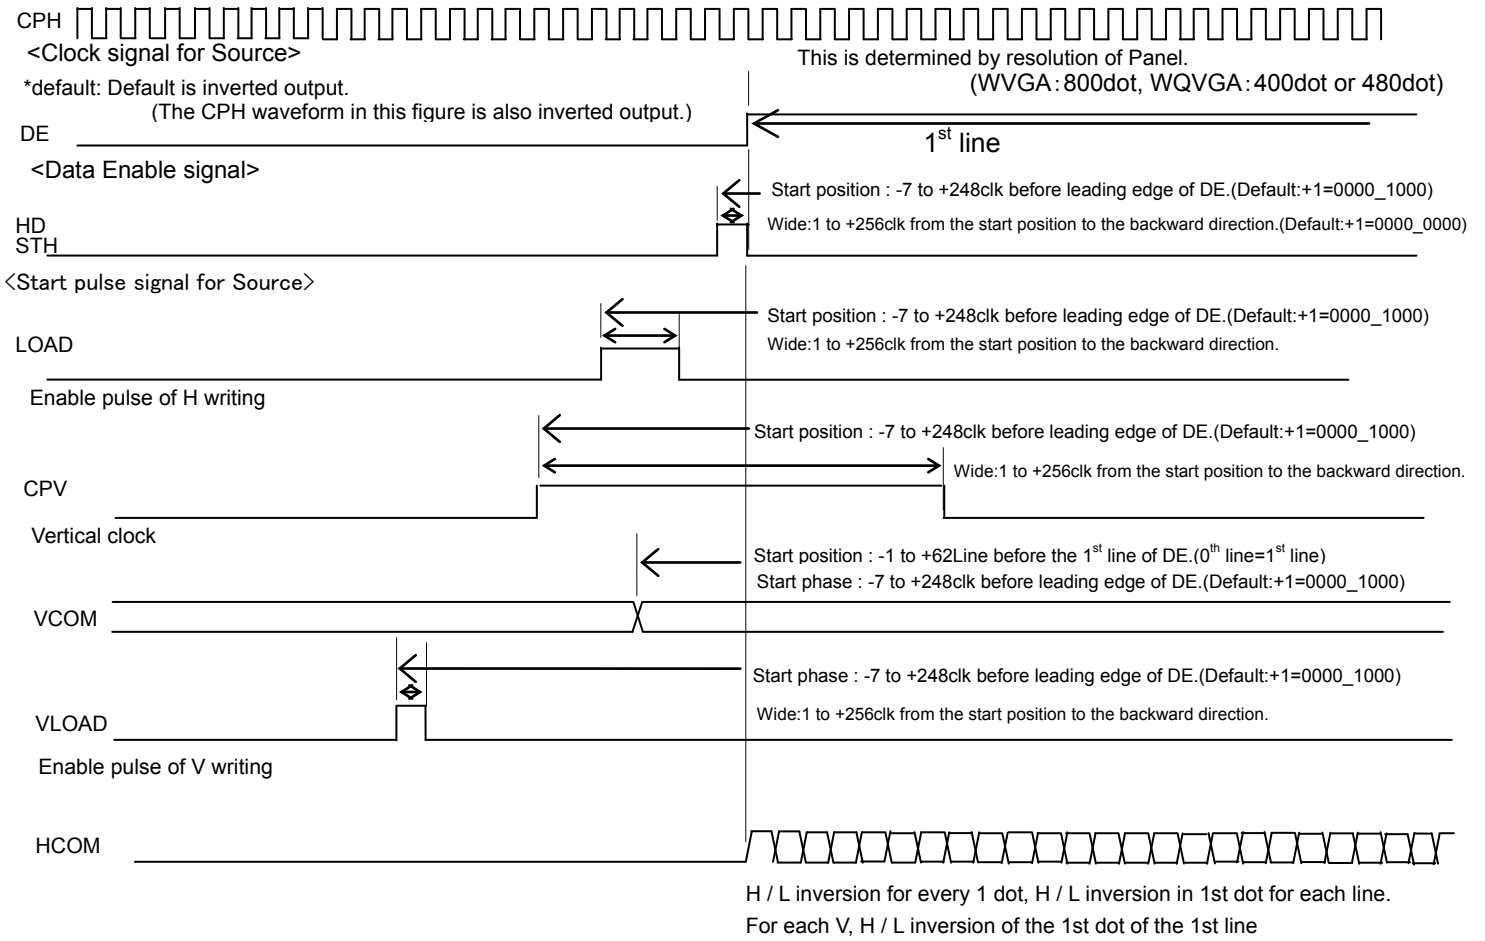 CPH
<Clock signal for Source>
This is determined by resolution of Panel.
*default: Default is inverted output.
(WVGA:800dot, WQVGA:400dot or 480dot)
(The CPH waveform in this figure is also inverted output.)
DE
1st line
<Data Enable signal>
Start position : -7 to +248clk before leading edge of DE.(Default:+1=0000_1000)
HD
Wide:1 to +256clk from the start position to the backward direction.(Default:+1=0000_0000)
STH
<Start pulse signal for Source>
Start position : -7 to +248clk before leading edge of DE.(Default:+1=0000_1000)
LOAD
Wide:1 to +256clk from the start position to the backward direction.
Enable pulse of H writing
Start position : -7 to +248clk before leading edge of DE.(Default:+1=0000_1000)
Wide:1 to +256clk from the start position to the backward direction.
CPV
Vertical clock
Start position : -1 to +62Line before the 1st line of DE.(0th line=1st line)
Start phase : -7 to +248clk before leading edge of DE.(Default:+1=0000_1000)
VCOM
Start phase : -7 to +248clk before leading edge of DE.(Default:+1=0000_1000)
Wide:1 to +256clk from the start position to the backward direction.
VLOAD
Enable pulse of V writing
HCOM
H / L inversion for every 1 dot, H / L inversion in 1st dot for each line.
For each V, H / L inversion of the 1st dot of the 1st line